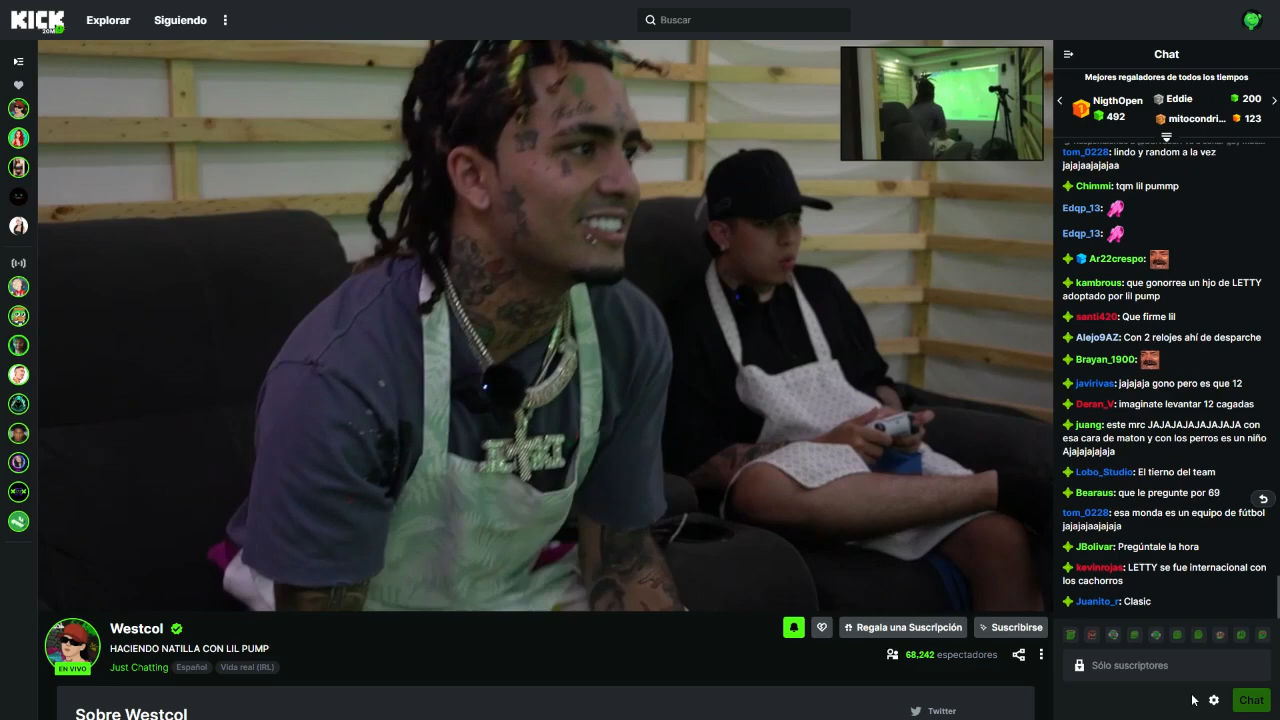 KICK
20M
Explorar
Siguiendo
Buscar
Chat
Mejores regaladores de todos los tiempos
NigthOpen
492
Eddie
200
mitocondri...
123
tom_0228: lindo y random a la vez
jajajaajajajaa
Chimmi: tqm lil pummp
Edqp_13:
Edqp_13:
Ar22crespo:
kambrous: que gonorrea un hjo de LETTY
adoptado por lil pump
santi420: Que firme lil
Alejo9AZ: Con 2 relojes ahí de desparche
Brayan_1900:
javirivas: jajajaja gono pero es que 12
Deran_V: imaginate levantar 12 cagadas
juang: este mrc JAJAJAJAJAJAJAJA con
esa cara de maton y con los perros es un niño
Ajajajajajaja
Lobo_Studio: El tierno del team
Bearaus: que le pregunte por 69
tom_0228: esa monda es un equipo de fútbol
jajajajaajajaja
JBolivar: Pregúntale la hora
kevinrojas: LETTY se fue internacional con
los cachorros
Juanito_r: Clasic
Westcol
HACIENDO NATILLA CON LIL PUMP
EN VIVO
Just Chatting
Español
Vida real (IRL)
Regala una Suscripción
Suscribirse
68,242 espectadores
Sólo suscriptores
Chat
Sobre Westcol
Twitter